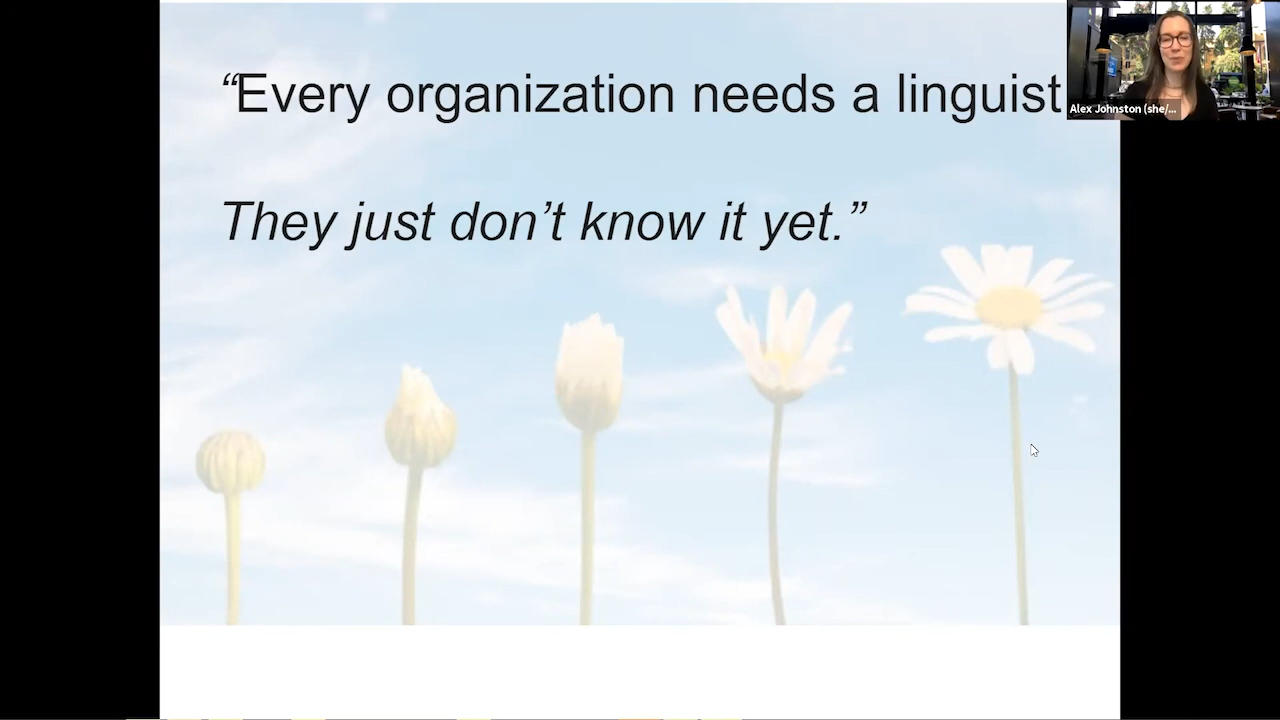 “Every organization needs a linguist
They just don’t know it yet.”
Alex Johnston (she/...